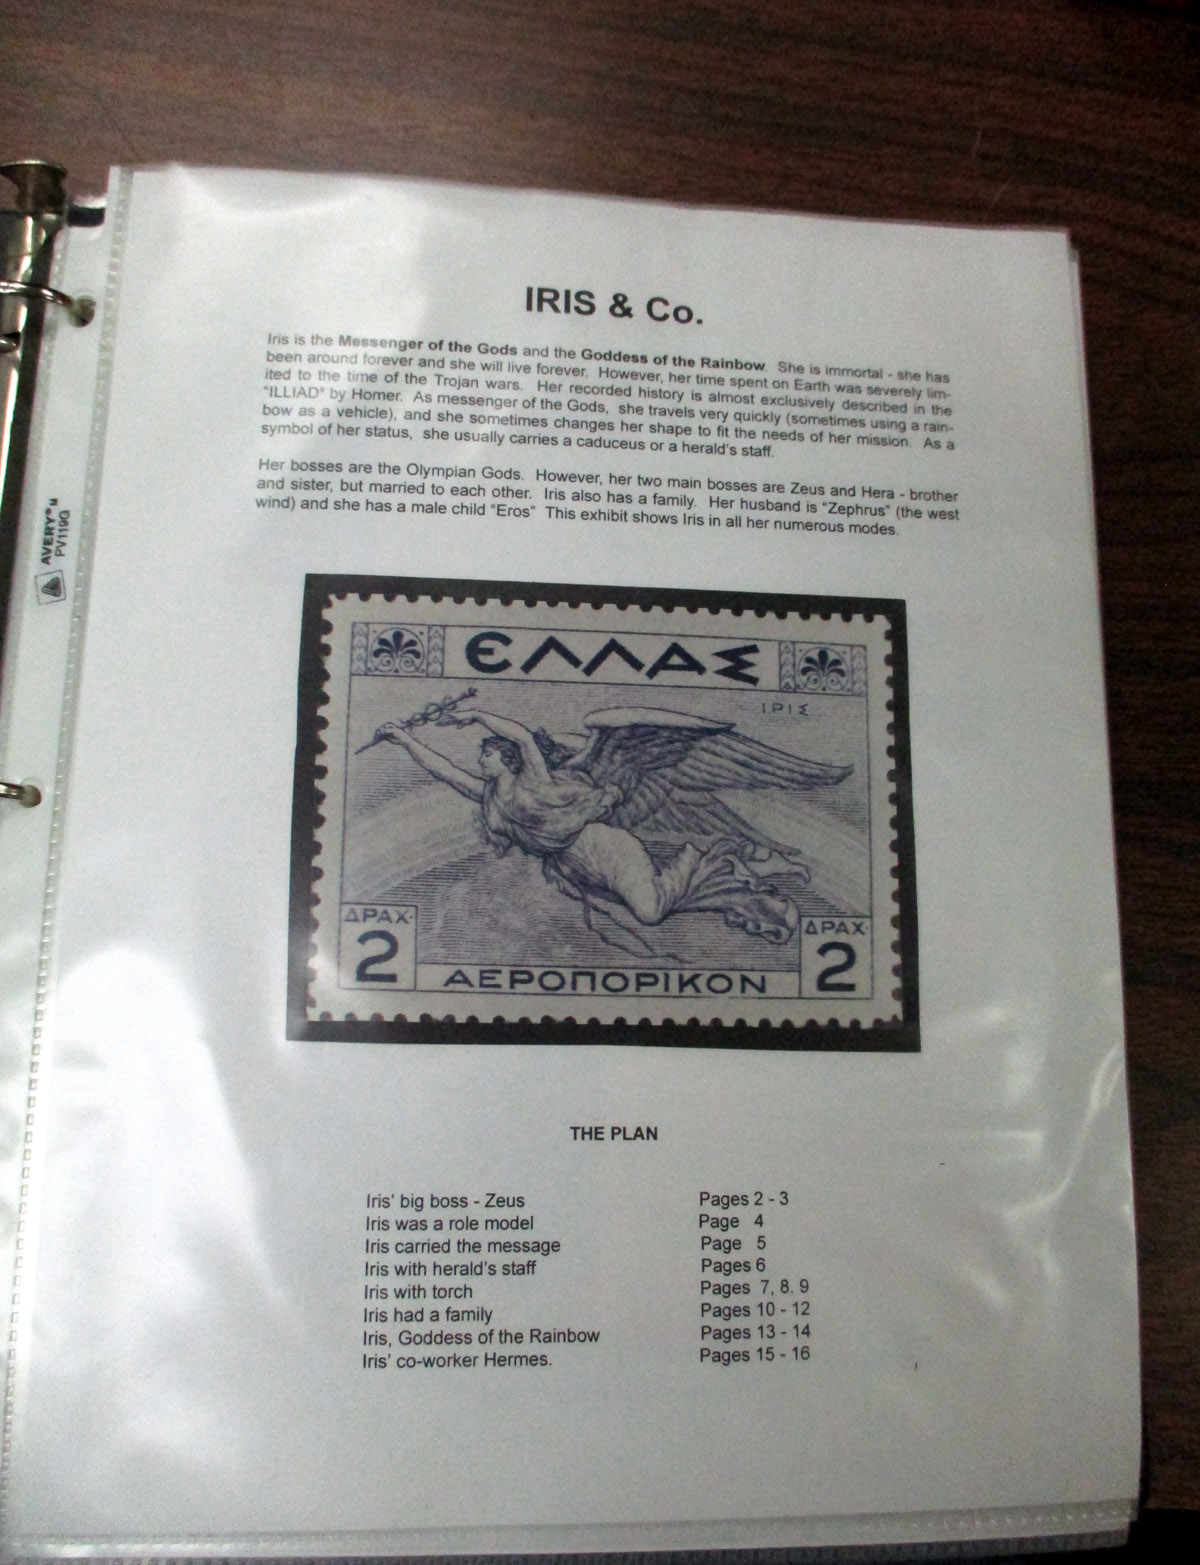 IRIS & Co.
Iris is the Messenger of the Gods and the Goddess of the Rainbow. She is immortal - she has
been around forever and she will live forever. However, her time spent on Earth was severely lim-
ited to the time of the Trojan wars. Her recorded history is almost exclusively described in the
"ILLIAD" by Homer. As messenger of the Gods, she travels very quickly (sometimes using a rain-
bow as a vehicle), and she sometimes changes her shape to fit the needs of her mission. As a
symbol of her status, she usually carries a caduceus or a herald's staff.
Her bosses are the Olympian Gods. However, her two main bosses are Zeus and Hera - brother
and sister, but married to each other. Iris also has a family. Her husband is "Zephrus" (the west
wind) and she has a male child "Eros" This exhibit shows Iris in all her numerous modes.
AVERY
PV119G
ΕΛΛΑΣ
ΙΡΙΣ
ΔΡΑΧ.
2
ΑΕΡΟΠΟΡΙΚΟΝ
ΔΡΑΧ.
2
THE PLAN
Iris' big boss - Zeus Pages 2 - 3
Iris was a role model Page 4
Iris carried the message Page 5
Iris with herald's staff Pages 6
Iris with torch Pages 7, 8. 9
Iris had a family Pages 10 - 12
Iris, Goddess of the Rainbow Pages 13 - 14
Iris' co-worker Hermes. Pages 15 - 16